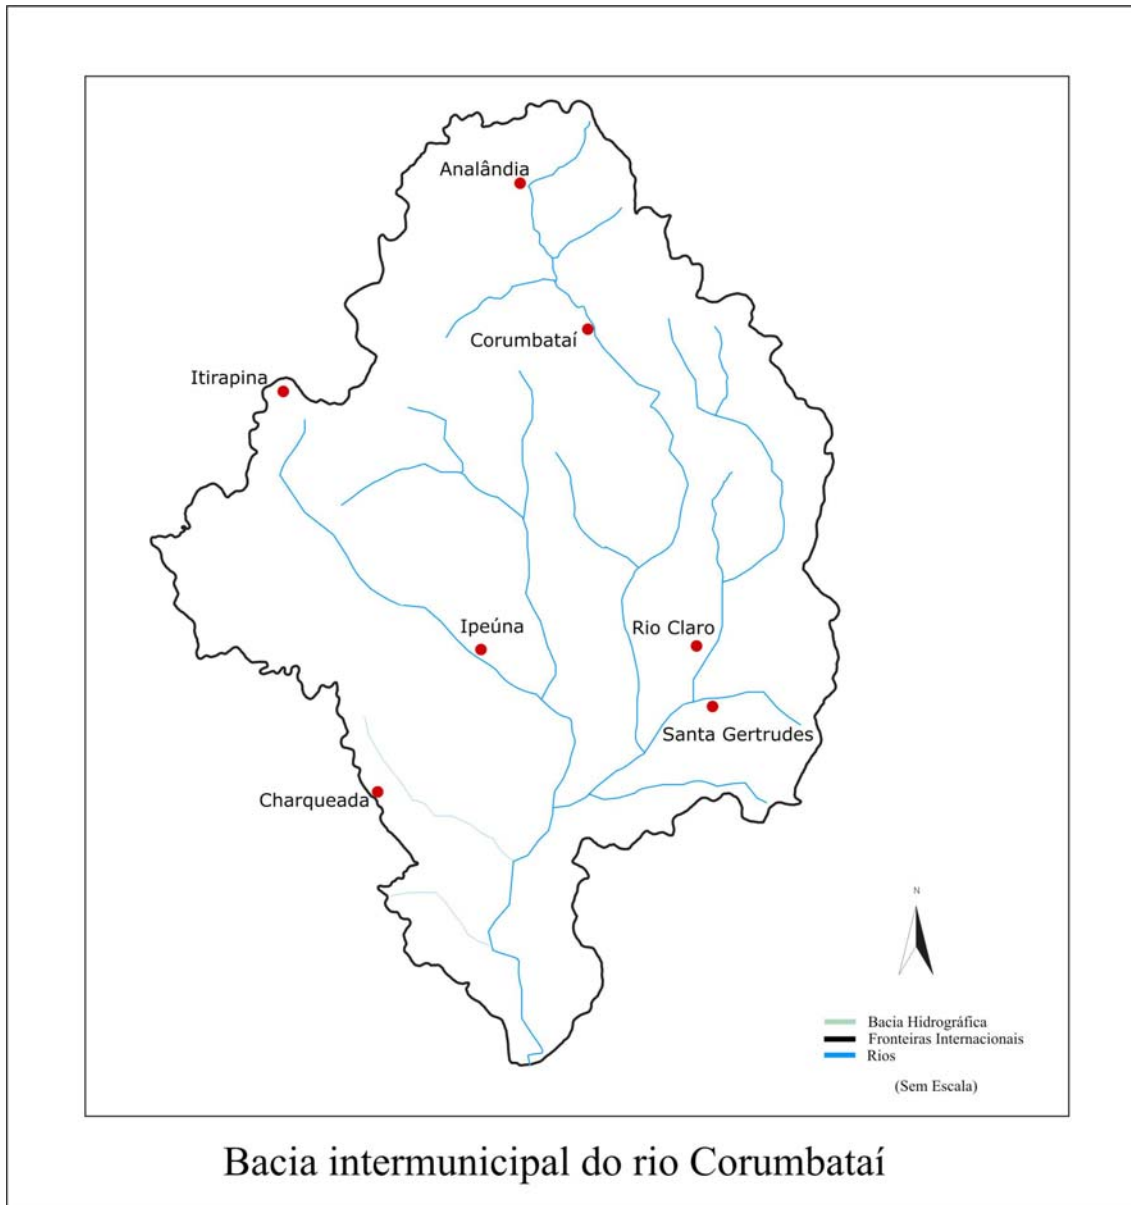 Analândia
Corumbataí
Itirapina
Ipeúna
Rio Claro
Santa Gertrudes
Charqueada
N
Bacia Hidrográfica
Fronteiras Internacionais
Rios
(Sem Escala)
Bacia intermunicipal do rio Corumbataí